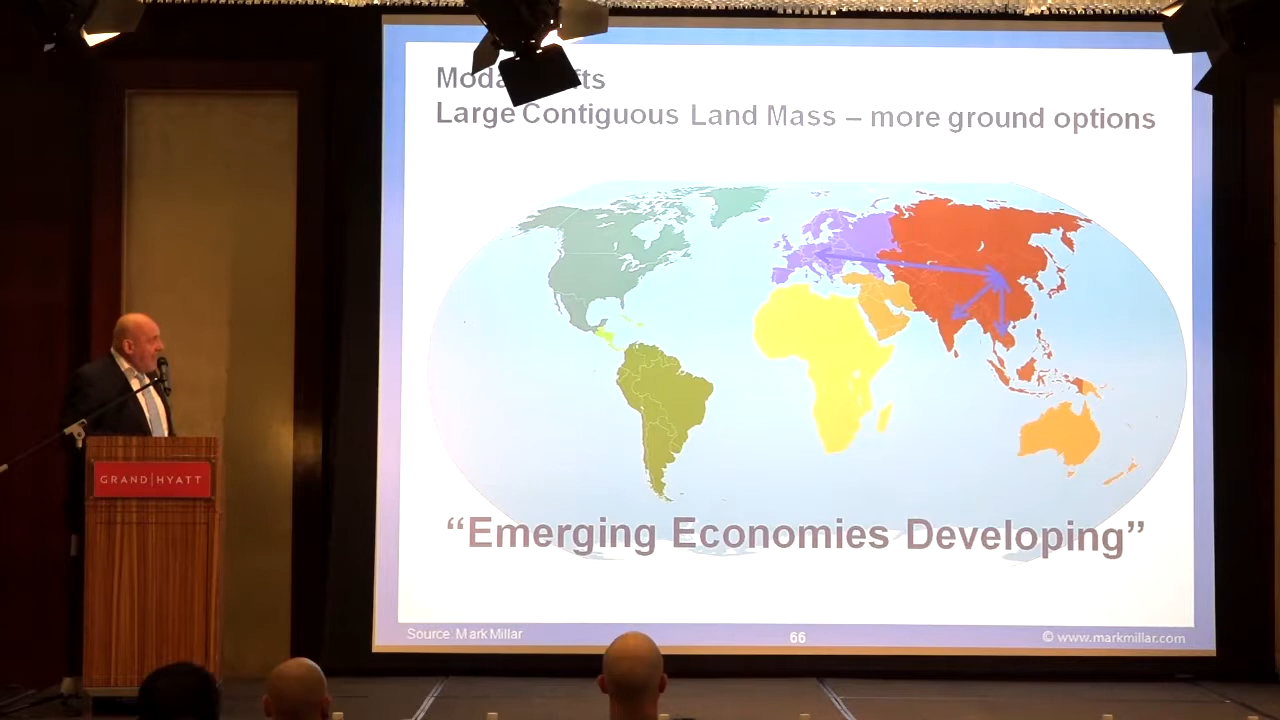 Large Contiguous Land Mass – more ground options
“Emerging Economies Developing”
Source: Mark Millar
66
© www.markmillar.com
GRAND|HYATT